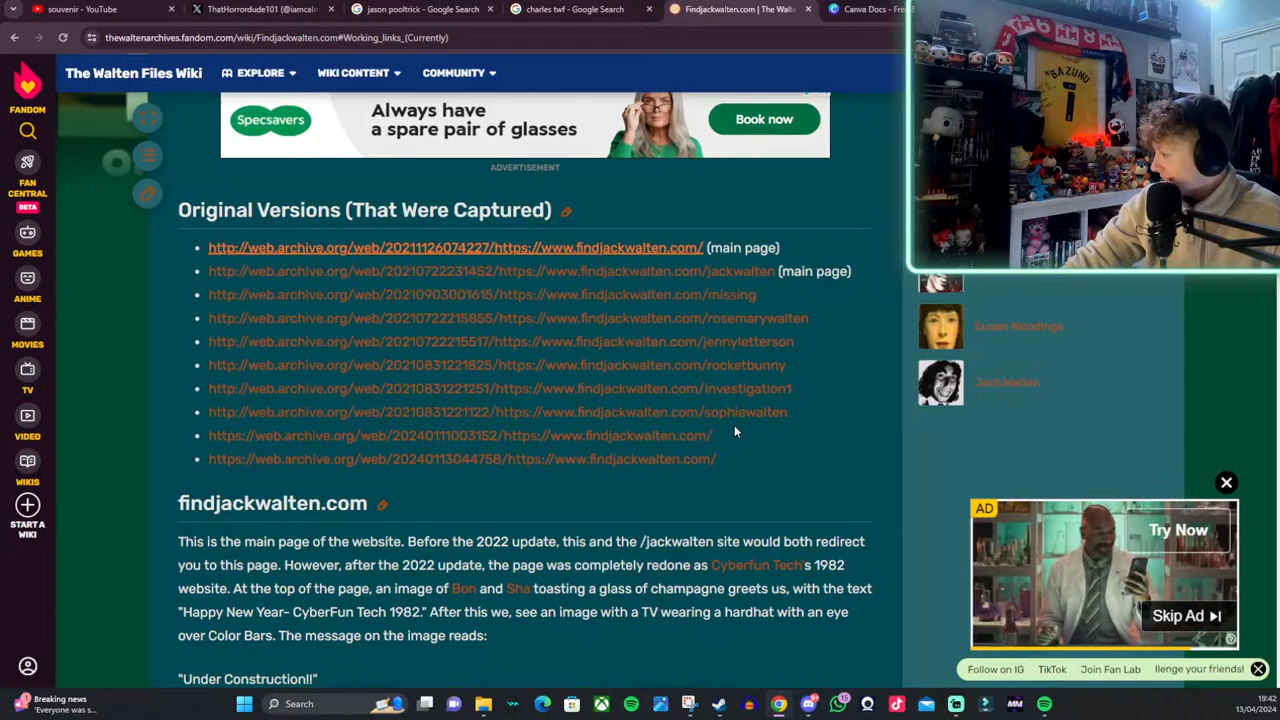 souvenir - YouTube
ThatHorrordude101 (@iamcalm
jason pooltrick - Google Search
charles twf - Google Search
Findjackwalten.com | The Walte
Canva Docs - Free
thewaltenarchives.fandom.com/wiki/Findjackwalten.com#Working_links_(Currently)
The Walten Files Wiki
EXPLORE
WIKI CONTENT
COMMUNITY
FANDOM
FAN CENTRAL
BETA
GAMES
ANIME
MOVIES
TV
VIDEO
WIKIS
START A WIKI
Specsavers
Always have
a spare pair of glasses
Book now
ADVERTISEMENT
BAZUNU
1
Original Versions (That Were Captured)
http://web.archive.org/web/20211126074227/https://www.findjackwalten.com/ (main page)
http://web.archive.org/web/20210722231452/https://www.findjackwalten.com/jackwalten (main page)
http://web.archive.org/web/20210903001615/https://www.findjackwalten.com/missing
http://web.archive.org/web/20210722215855/https://www.findjackwalten.com/rosemarywalten
http://web.archive.org/web/20210722215517/https://www.findjackwalten.com/jennyletterson
http://web.archive.org/web/20210831221825/https://www.findjackwalten.com/rocketbunny
http://web.archive.org/web/20210831221251/https://www.findjackwalten.com/investigation1
http://web.archive.org/web/20210831221122/https://www.findjackwalten.com/sophiewalten
https://web.archive.org/web/20240111003152/https://www.findjackwalten.com/
https://web.archive.org/web/20240113044758/https://www.findjackwalten.com/
Susan Woodings
Jack Walten
findjackwalten.com
This is the main page of the website. Before the 2022 update, this and the /jackwalten site would both redirect
you to this page. However, after the 2022 update, the page was completely redone as Cyberfun Tech's 1982
website. At the top of the page, an image of Bon and Sha toasting a glass of champagne greets us, with the text
"Happy New Year- CyberFun Tech 1982." After this we, see an image with a TV wearing a hardhat with an eye
over Color Bars. The message on the image reads:
"Under Construction!!"
AD
Try Now
Skip Ad
Follow on IG
TikTok
Join Fan Lab
llenge your friends!
Breaking news
'Everyone was s...
Search
19:42
13/04/2024